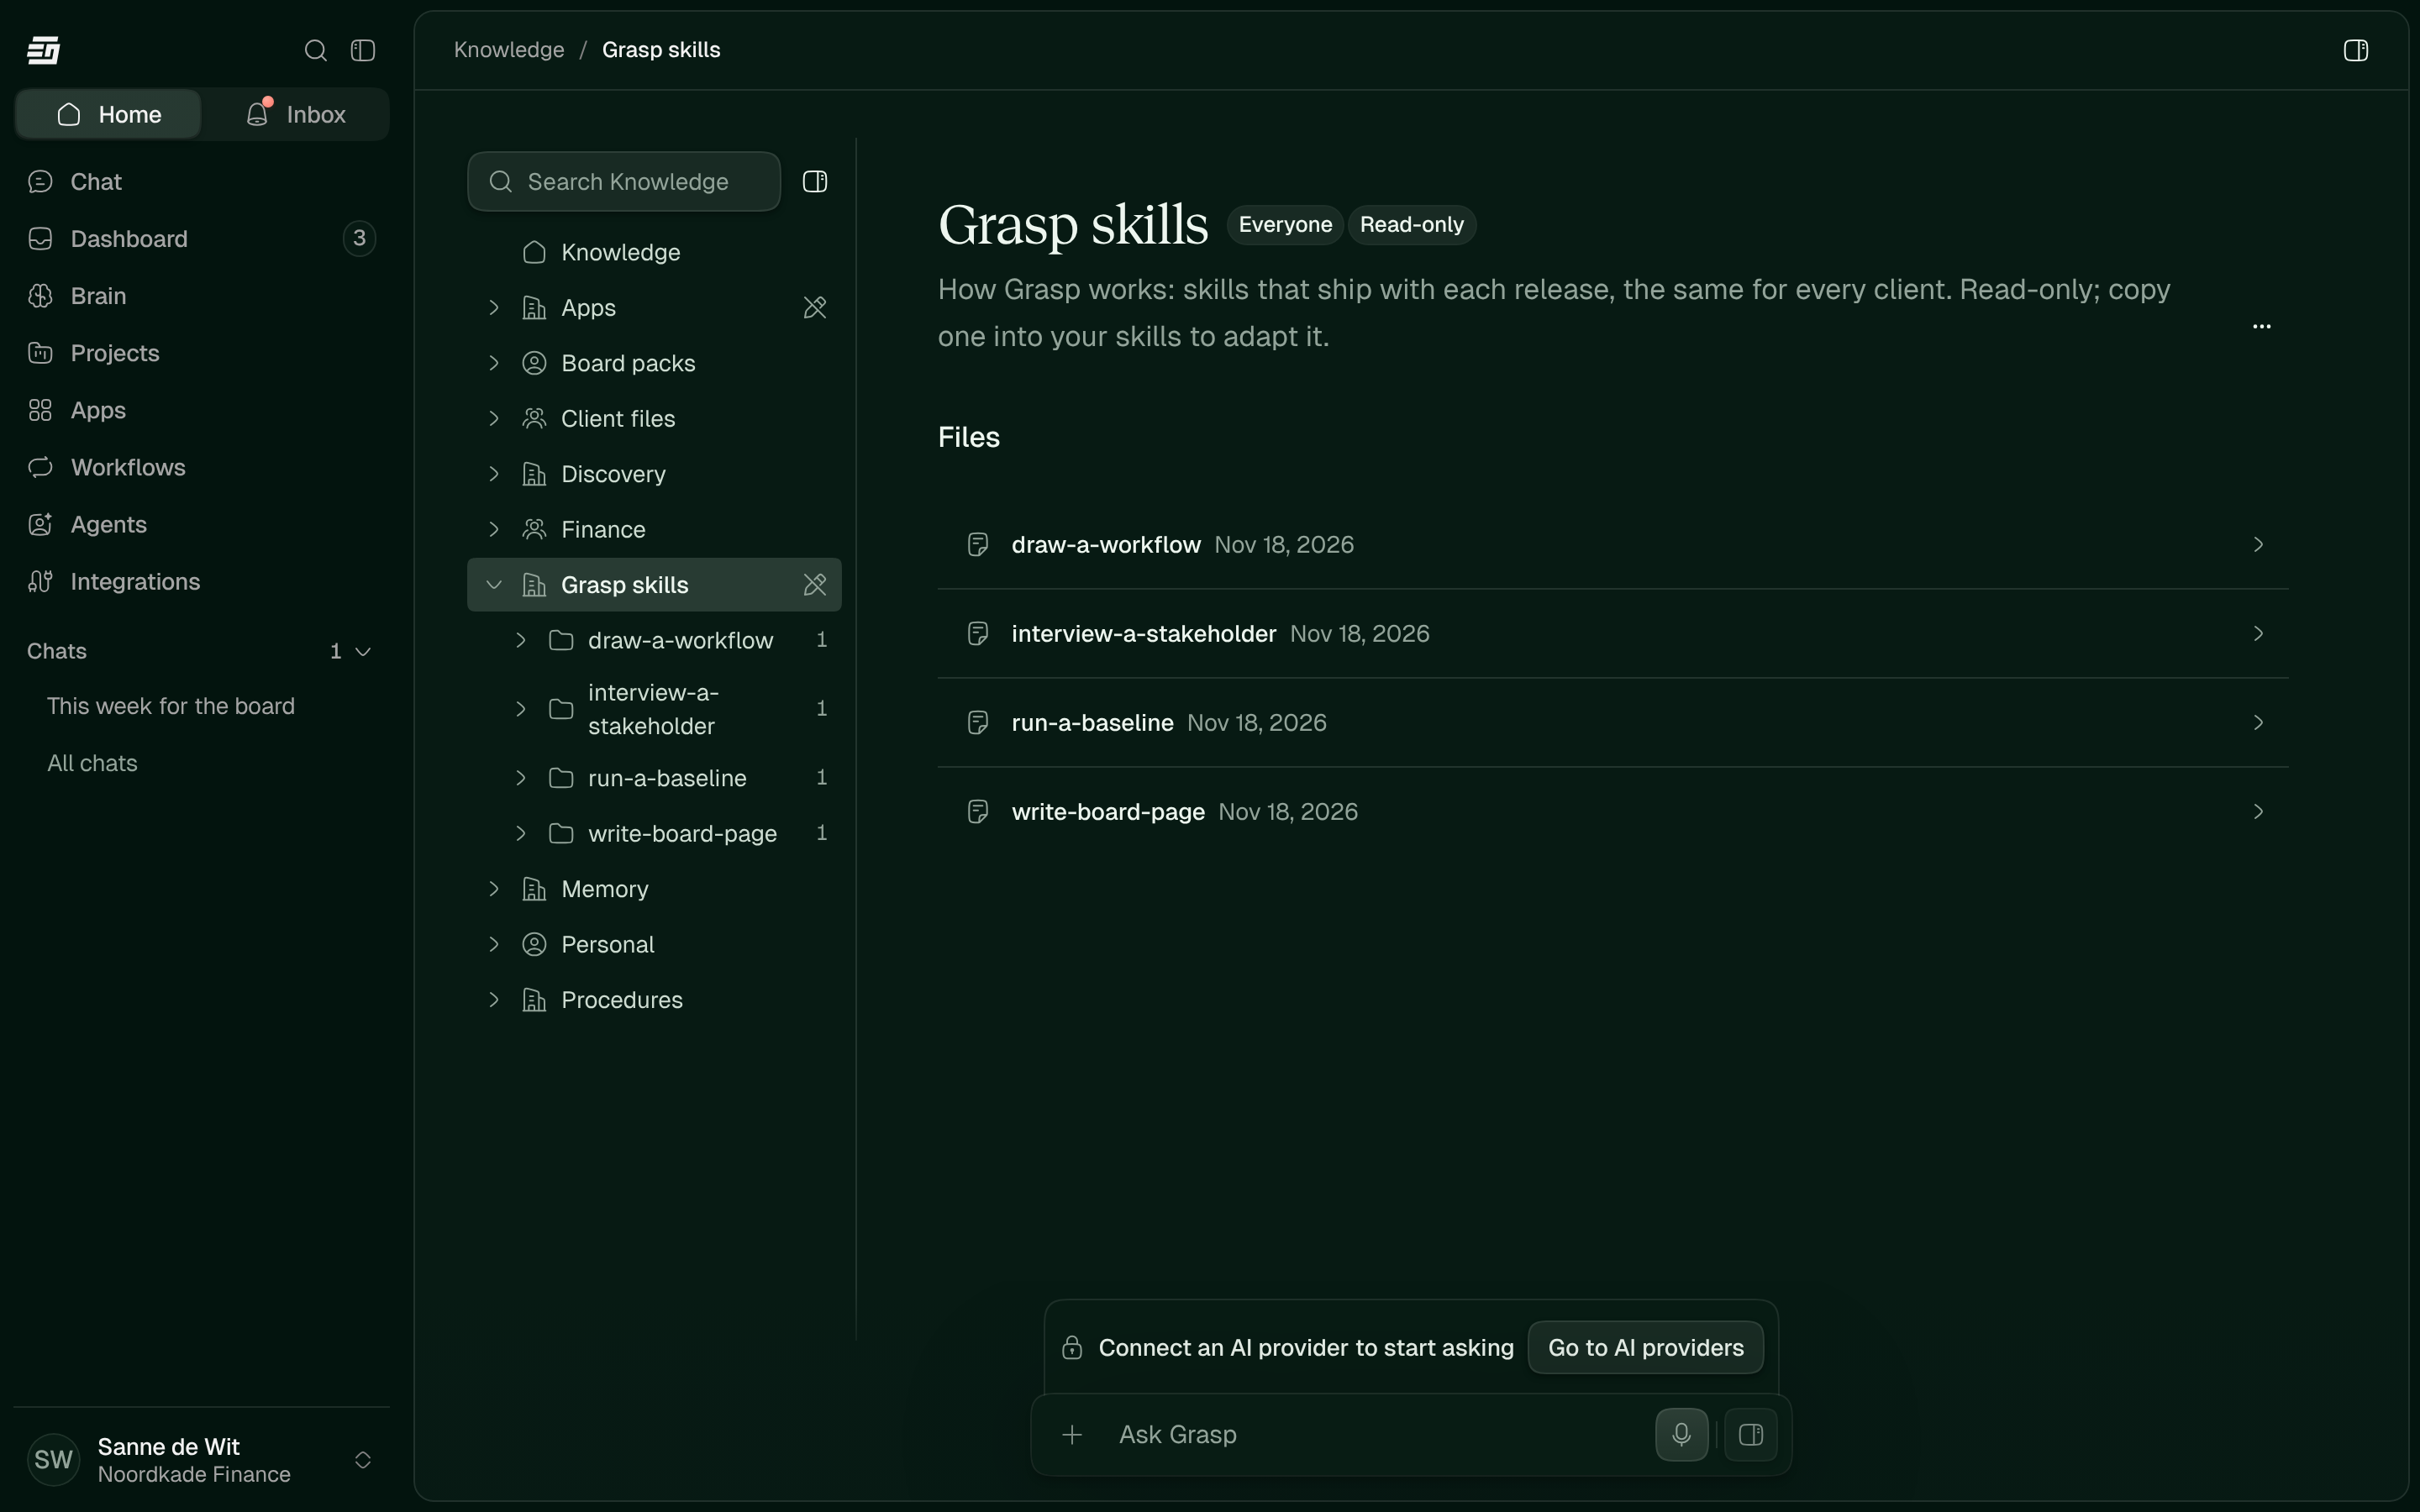 Home
Inbox
Chat
Dashboard 3
Brain
Projects
Apps
Workflows
Agents
Integrations
Chats 1
This week for the board
All chats
SW
Sanne de Wit
Noordkade Finance
Knowledge / Grasp skills
Search Knowledge
Knowledge
Apps
Board packs
Client files
Discovery
Finance
Grasp skills
draw-a-workflow 1
interview-a-
stakeholder 1
run-a-baseline 1
write-board-page 1
Memory
Personal
Procedures
Grasp skills Everyone Read-only
How Grasp works: skills that ship with each release, the same for every client. Read-only; copy
one into your skills to adapt it.
Files
draw-a-workflow Nov 18, 2026
interview-a-stakeholder Nov 18, 2026
run-a-baseline Nov 18, 2026
write-board-page Nov 18, 2026
Connect an AI provider to start asking Go to AI providers
Ask Grasp